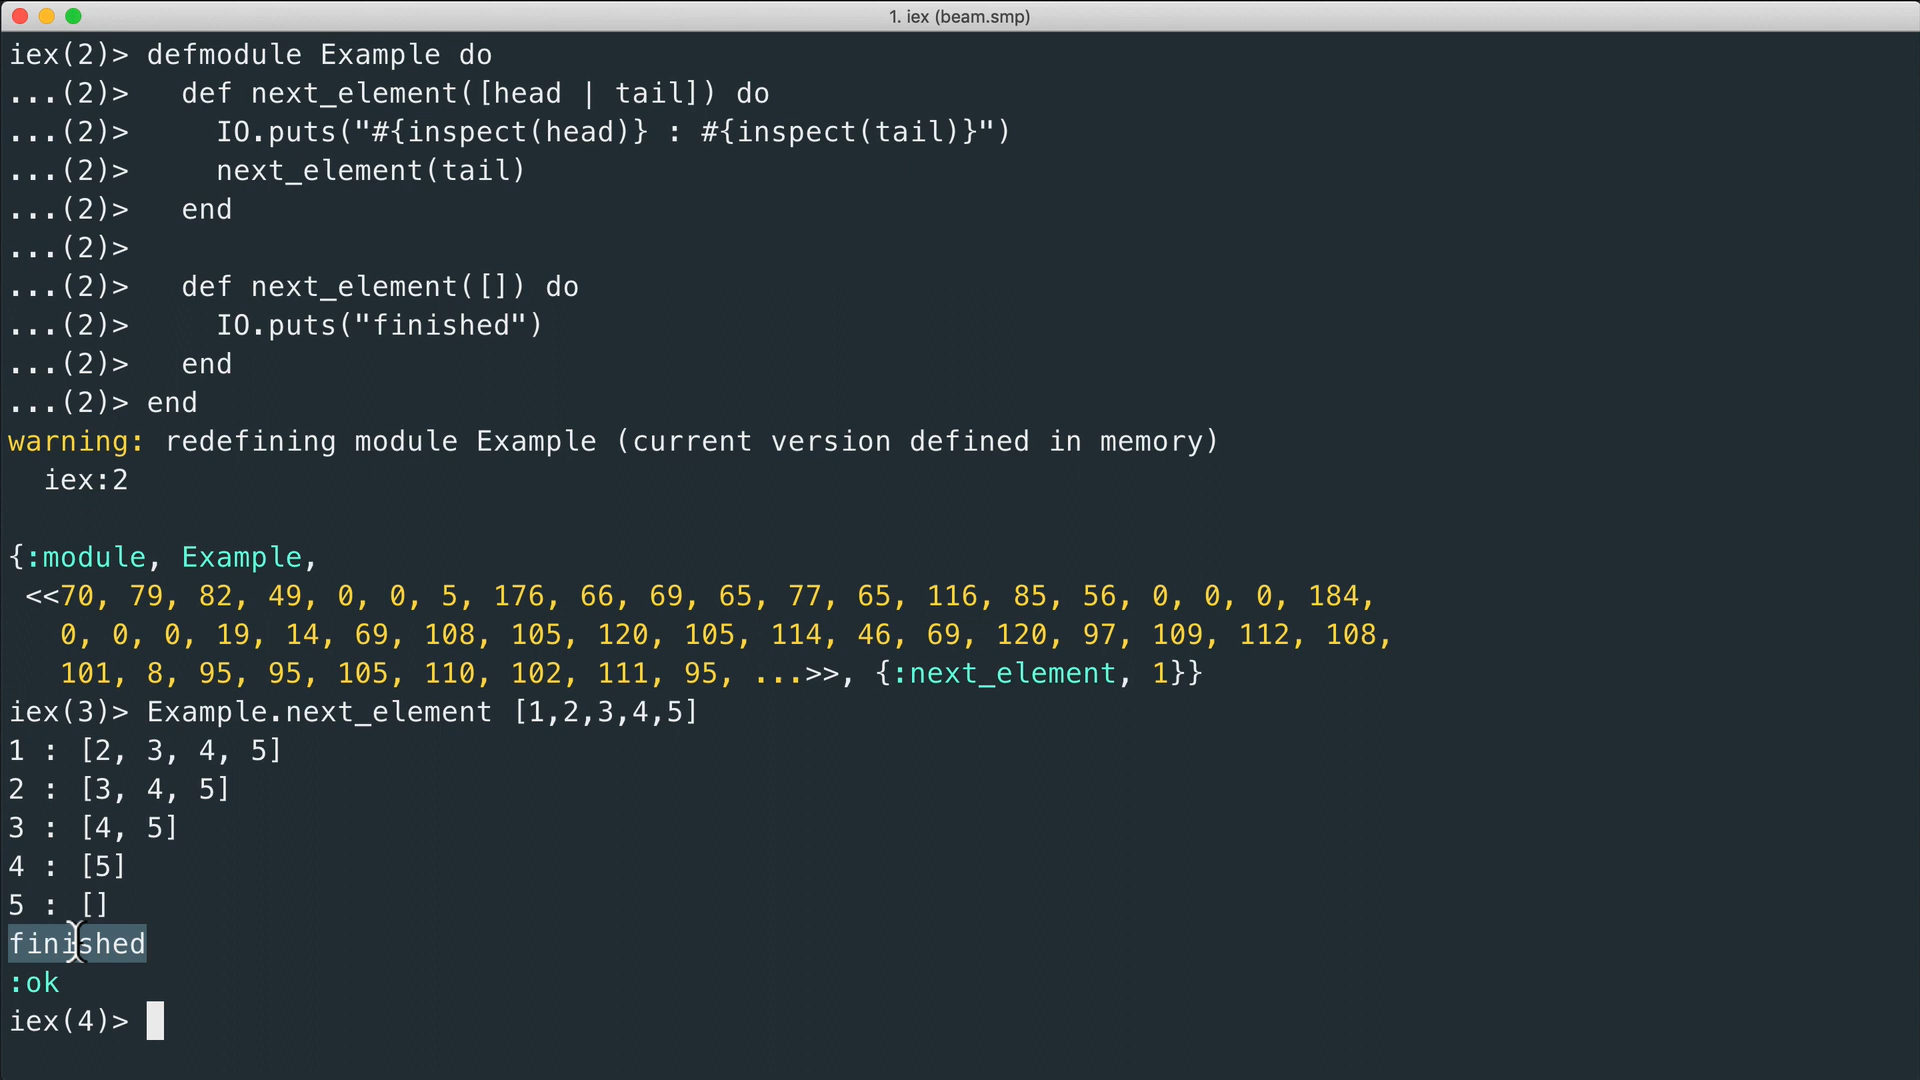 1. iex (beam.smp)
iex(2)> defmodule Example do
...(2)>   def next_element([head | tail]) do
...(2)>     IO.puts("#{inspect(head)} : #{inspect(tail)}")
...(2)>     next_element(tail)
...(2)>   end
...(2)>
...(2)>   def next_element([]) do
...(2)>     IO.puts("finished")
...(2)>   end
...(2)> end
warning: redefining module Example (current version defined in memory)
  iex:2
{:module, Example,
 <<70, 79, 82, 49, 0, 0, 5, 176, 66, 69, 65, 77, 65, 116, 85, 56, 0, 0, 0, 184,
   0, 0, 0, 19, 14, 69, 108, 105, 120, 105, 114, 46, 69, 120, 97, 109, 112, 108,
   101, 8, 95, 95, 105, 110, 102, 111, 95, ...>>, {:next_element, 1}}
iex(3)> Example.next_element [1,2,3,4,5]
1 : [2, 3, 4, 5]
2 : [3, 4, 5]
3 : [4, 5]
4 : [5]
5 : []
finished
:ok
iex(4)>